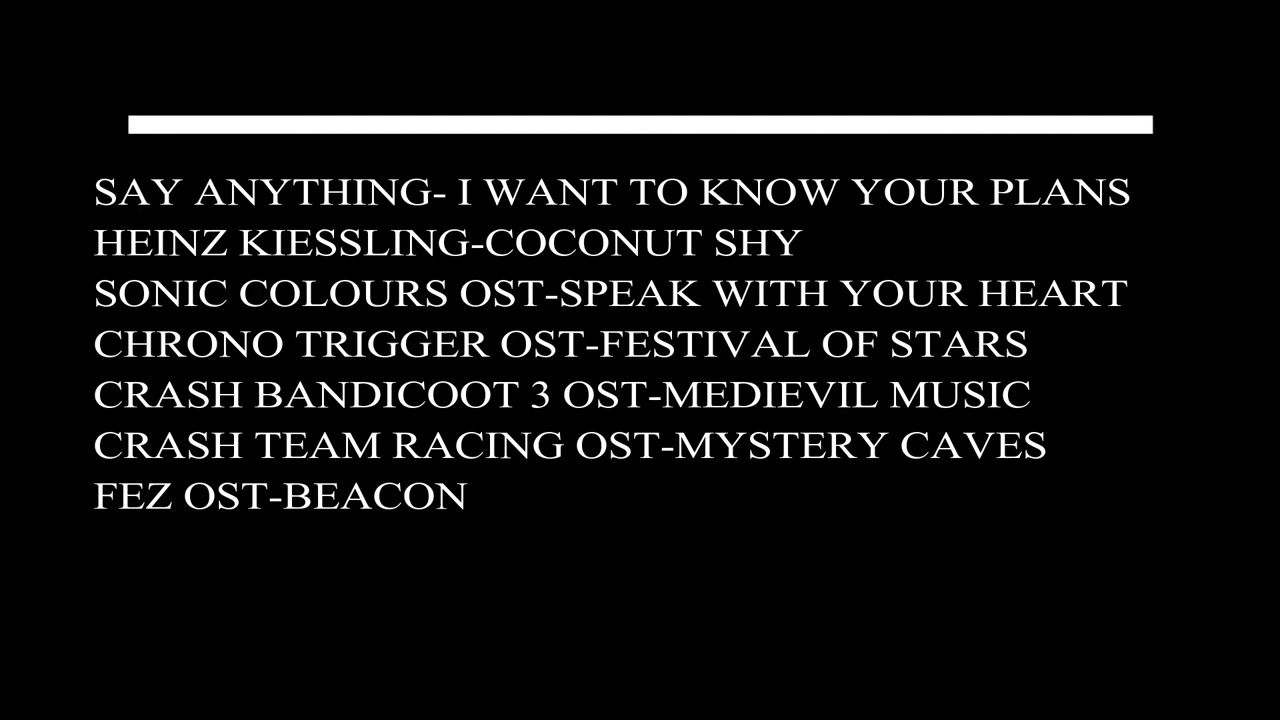 SAY ANYTHING- I WANT TO KNOW YOUR PLANS
HEINZ KIESSLING-COCONUT SHY
SONIC COLOURS OST-SPEAK WITH YOUR HEART
CHRONO TRIGGER OST-FESTIVAL OF STARS
CRASH BANDICOOT 3 OST-MEDIEVIL MUSIC
CRASH TEAM RACING OST-MYSTERY CAVES
FEZ OST-BEACON